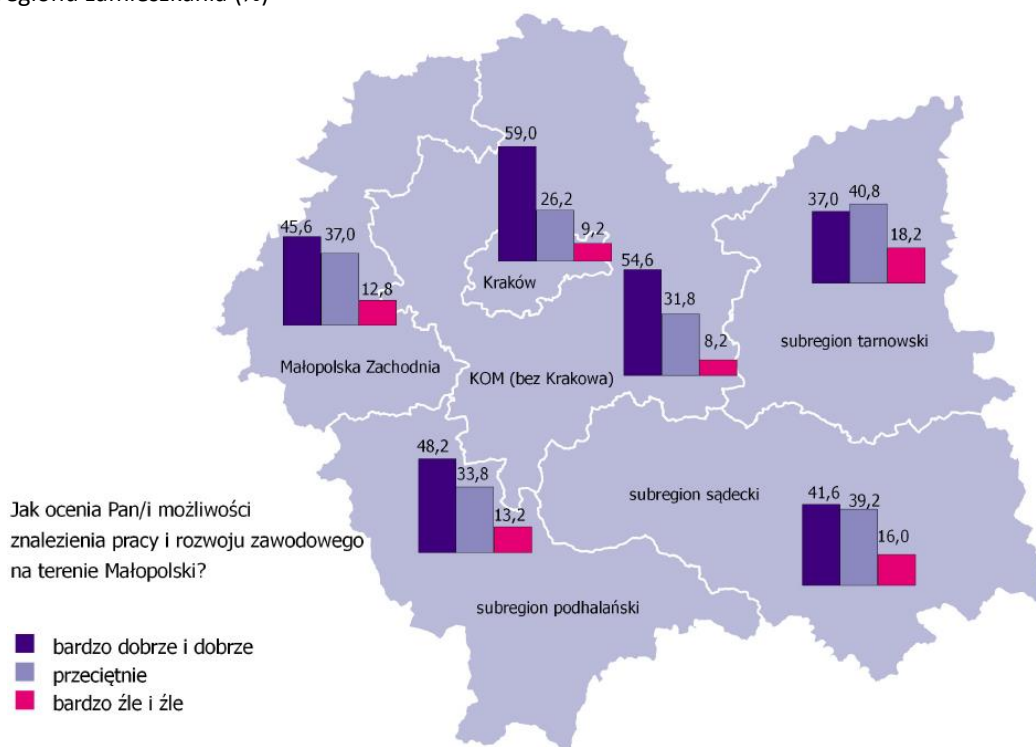 egionu zamieszkania (%)
59,0
26,2
9,2
Kraków
45,6
37,0
12,8
Małopolska Zachodnia
54,6
31,8
8,2
KOM (bez Krakowa)
37,0
40,8
18,2
subregion tarnowski
48,2
33,8
13,2
subregion podhalański
subregion sądecki
41,6
39,2
16,0
Jak ocenia Pan/i możliwości
znalezienia pracy i rozwoju zawodowego
na terenie Małopolski?
bardzo dobrze i dobrze
przeciętnie
bardzo źle i źle